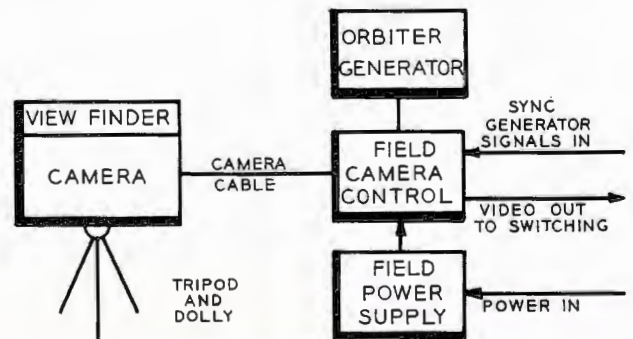 ORBITER
GENERATOR
VIEW FINDER
CAMERA
CAMERA
CABLE
FIELD
CAMERA
CONTROL
SYNC
GENERATOR
SIGNALS IN
VIDEO OUT
TO SWITCHING
TRIPOD
AND
DOLLY
FIELD
POWER
SUPPLY
POWER IN